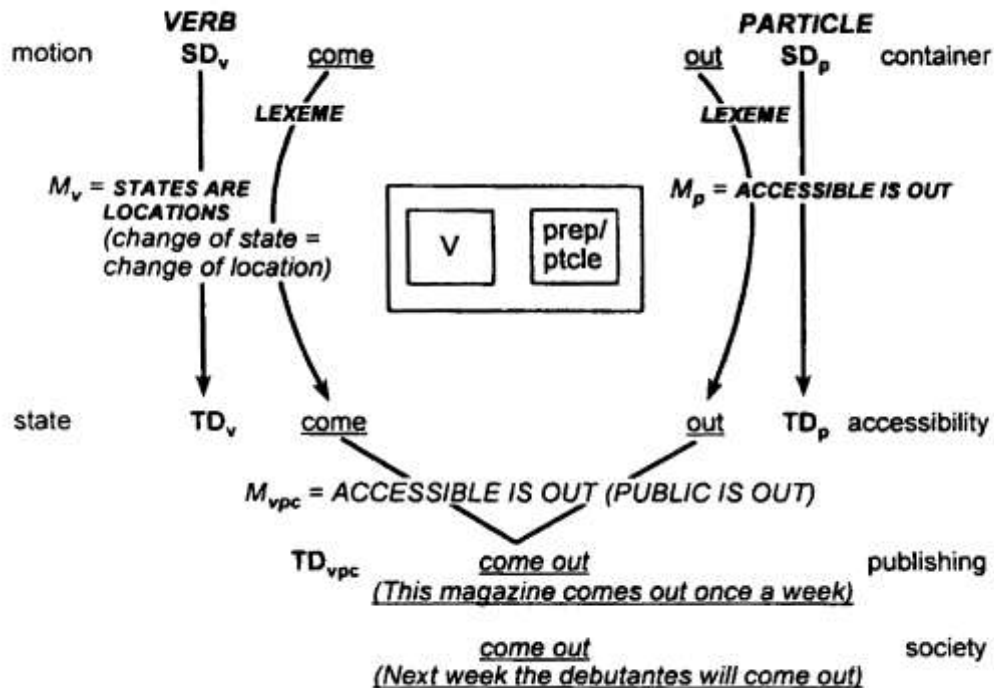 VERB PARTICLE
motion SDv come out SDp container
LEXEME LEXEME
Mv = STATES ARE
LOCATIONS
(change of state =
change of location)
Mp = ACCESSIBLE IS OUT
V
prep/
ptcle
state TDv come out TDp accessibility
Mvpc = ACCESSIBLE IS OUT (PUBLIC IS OUT)
TDvpc come out publishing
(This magazine comes out once a week)
come out society
(Next week the debutantes will come out)